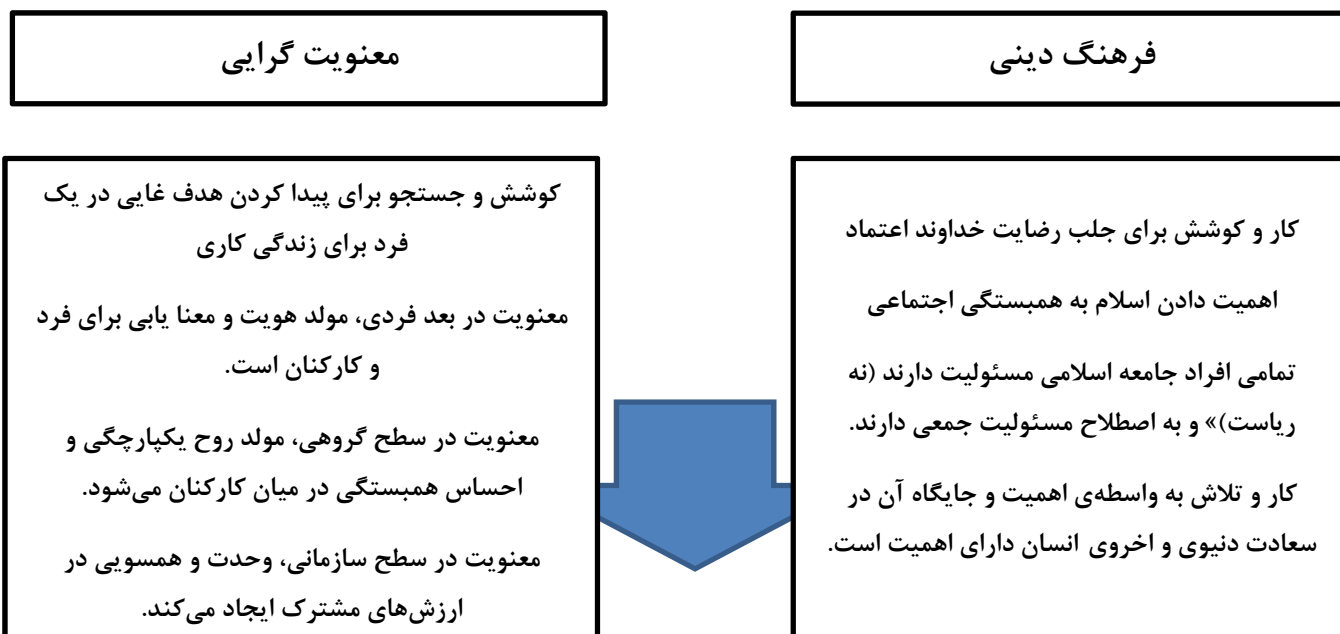 فرهنگ دینی
معنویت گرایی
کار و کوشش برای جلب رضایت خداوند اعتماد
اهمیت دادن اسلام به همبستگی اجتماعی
تمامی افراد جامعه اسلامی مسئولیت دارند (نه
ریاست)» و به اصطلاح مسئولیت جمعی دارند.
کار و تلاش به واسطه‌ی اهمیت و جایگاه آن در
سعادت دنیوی و اخروی انسان دارای اهمیت است.
کوشش و جستجو برای پیدا کردن هدف غایی در یک
فرد برای زندگی کاری
معنویت در بعد فردی، مولد هویت و معنا یابی برای فرد
و کارکنان است.
معنویت در سطح گروهی، مولد روح یکپارچگی و
احساس همبستگی در میان کارکنان می‌شود.
معنویت در سطح سازمانی، وحدت و همسویی در
ارزش‌های مشترک ایجاد می‌کند.